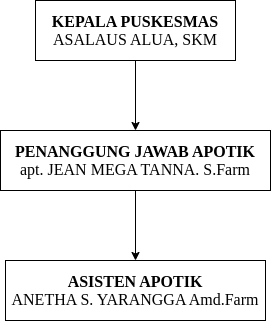 KEPALA PUSKESMAS
ASALAUS ALUA, SKM
PENANGGUNG JAWAB APOTIK
apt. JEAN MEGA TANNA. S.Farm
ASISTEN APOTIK
ANETHA S. YARANGGA Amd.Farm